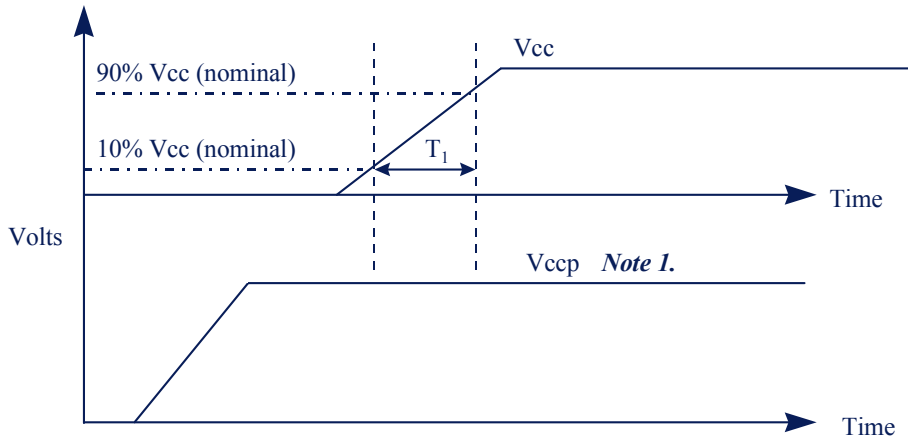 Vcc
90% Vcc (nominal)
10% Vcc (nominal)
T1
Time
Volts
Vccp Note 1.
Time